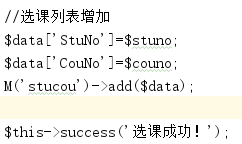 //选课列表增加
$data['StuNo']=$stuno;
$data['CouNo']=$couno;
M('stucou')->add($data);
$this->success('选课成功！');